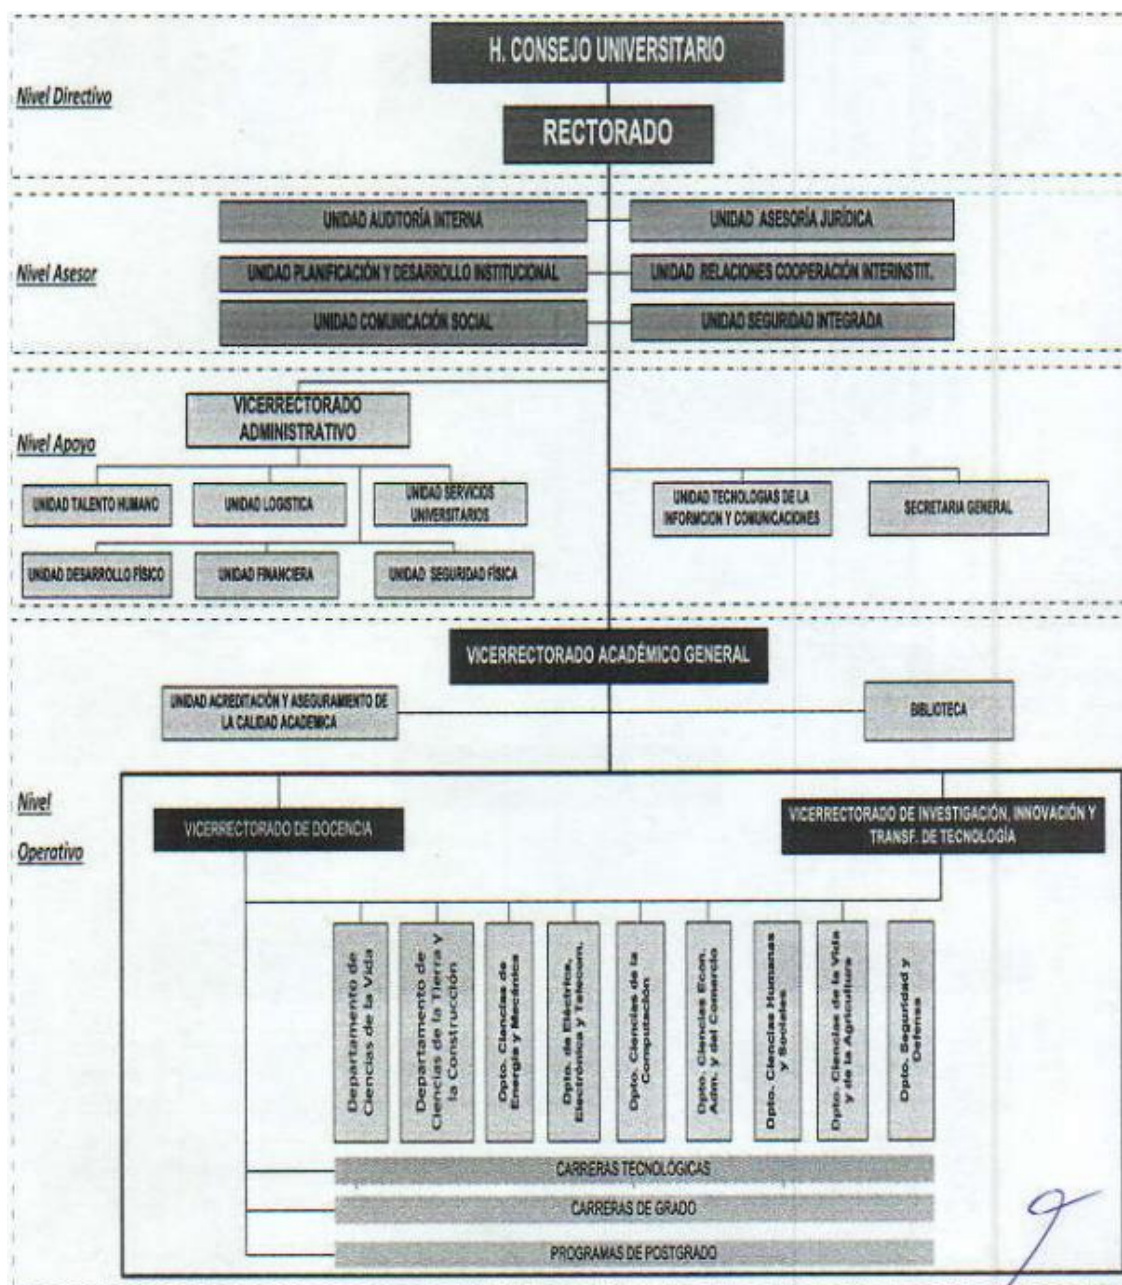 H. CONSEJO UNIVERSITARIO
Nivel Directivo
RECTORADO
UNIDAD AUDITORÍA INTERNA
UNIDAD ASESORÍA JURÍDICA
Nivel Asesor
UNIDAD PLANIFICACIÓN Y DESARROLLO INSTITUCIONAL
UNIDAD RELACIONES COOPERACIÓN INTERINSTIT.
UNIDAD COMUNICACIÓN SOCIAL
UNIDAD SEGURIDAD INTEGRADA
VICERRECTORADO
ADMINISTRATIVO
Nivel Apoyo
UNIDAD TALENTO HUMANO
UNIDAD LOGISTICA
UNIDAD SERVICIOS
UNIVERSITARIOS
UNIDAD TECNOLOGÍAS DE LA
INFORMCION Y COMUNICACIONES
SECRETARIA GENERAL
UNIDAD DESARROLLO FÍSICO
UNIDAD FINANCIERA
UNIDAD SEGURIDAD FÍSICA
VICERRECTORADO ACADÉMICO GENERAL
UNIDAD ACREDITACIÓN Y ASEGURAMIENTO DE
LA CALIDAD ACADEMICA
BIBLIOTECA
Nivel
Operativo
VICERRECTORADO DE DOCENCIA
VICERRECTORADO DE INVESTIGACIÓN, INNOVACIÓN Y
TRANSF. DE TECNOLOGÍA
Departamento de
Ciencias de la Vida
Departamento de
Ciencias de la Tierra y
la Construcción
Dpto. Ciencias de
Energía y Mecánica
Dpto. de Eléctrica,
Electrónica y Telecom.
Dpto. Ciencias de la
Computación
Dpto. Ciencias Econ.
Adm. y del Comercio
Dpto. Ciencias Humanas
y Sociales
Dpto. Ciencias de la Vida
y de la Agricultura
Dpto. Seguridad y
Defensa
CARRERAS TECNOLÓGICAS
CARRERAS DE GRADO
PROGRAMAS DE POSTGRADO